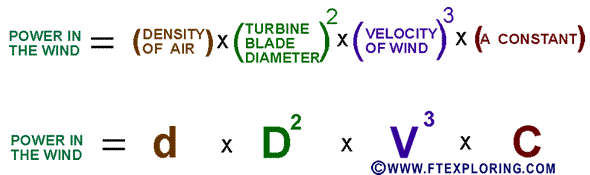 POWER IN THE WIND = (DENSITY OF AIR) x (TURBINE BLADE DIAMETER)² x (VELOCITY OF WIND)³ x (A CONSTANT)
POWER IN THE WIND = d x D² x V³ x C
©WWW.FTEXPLORING.COM